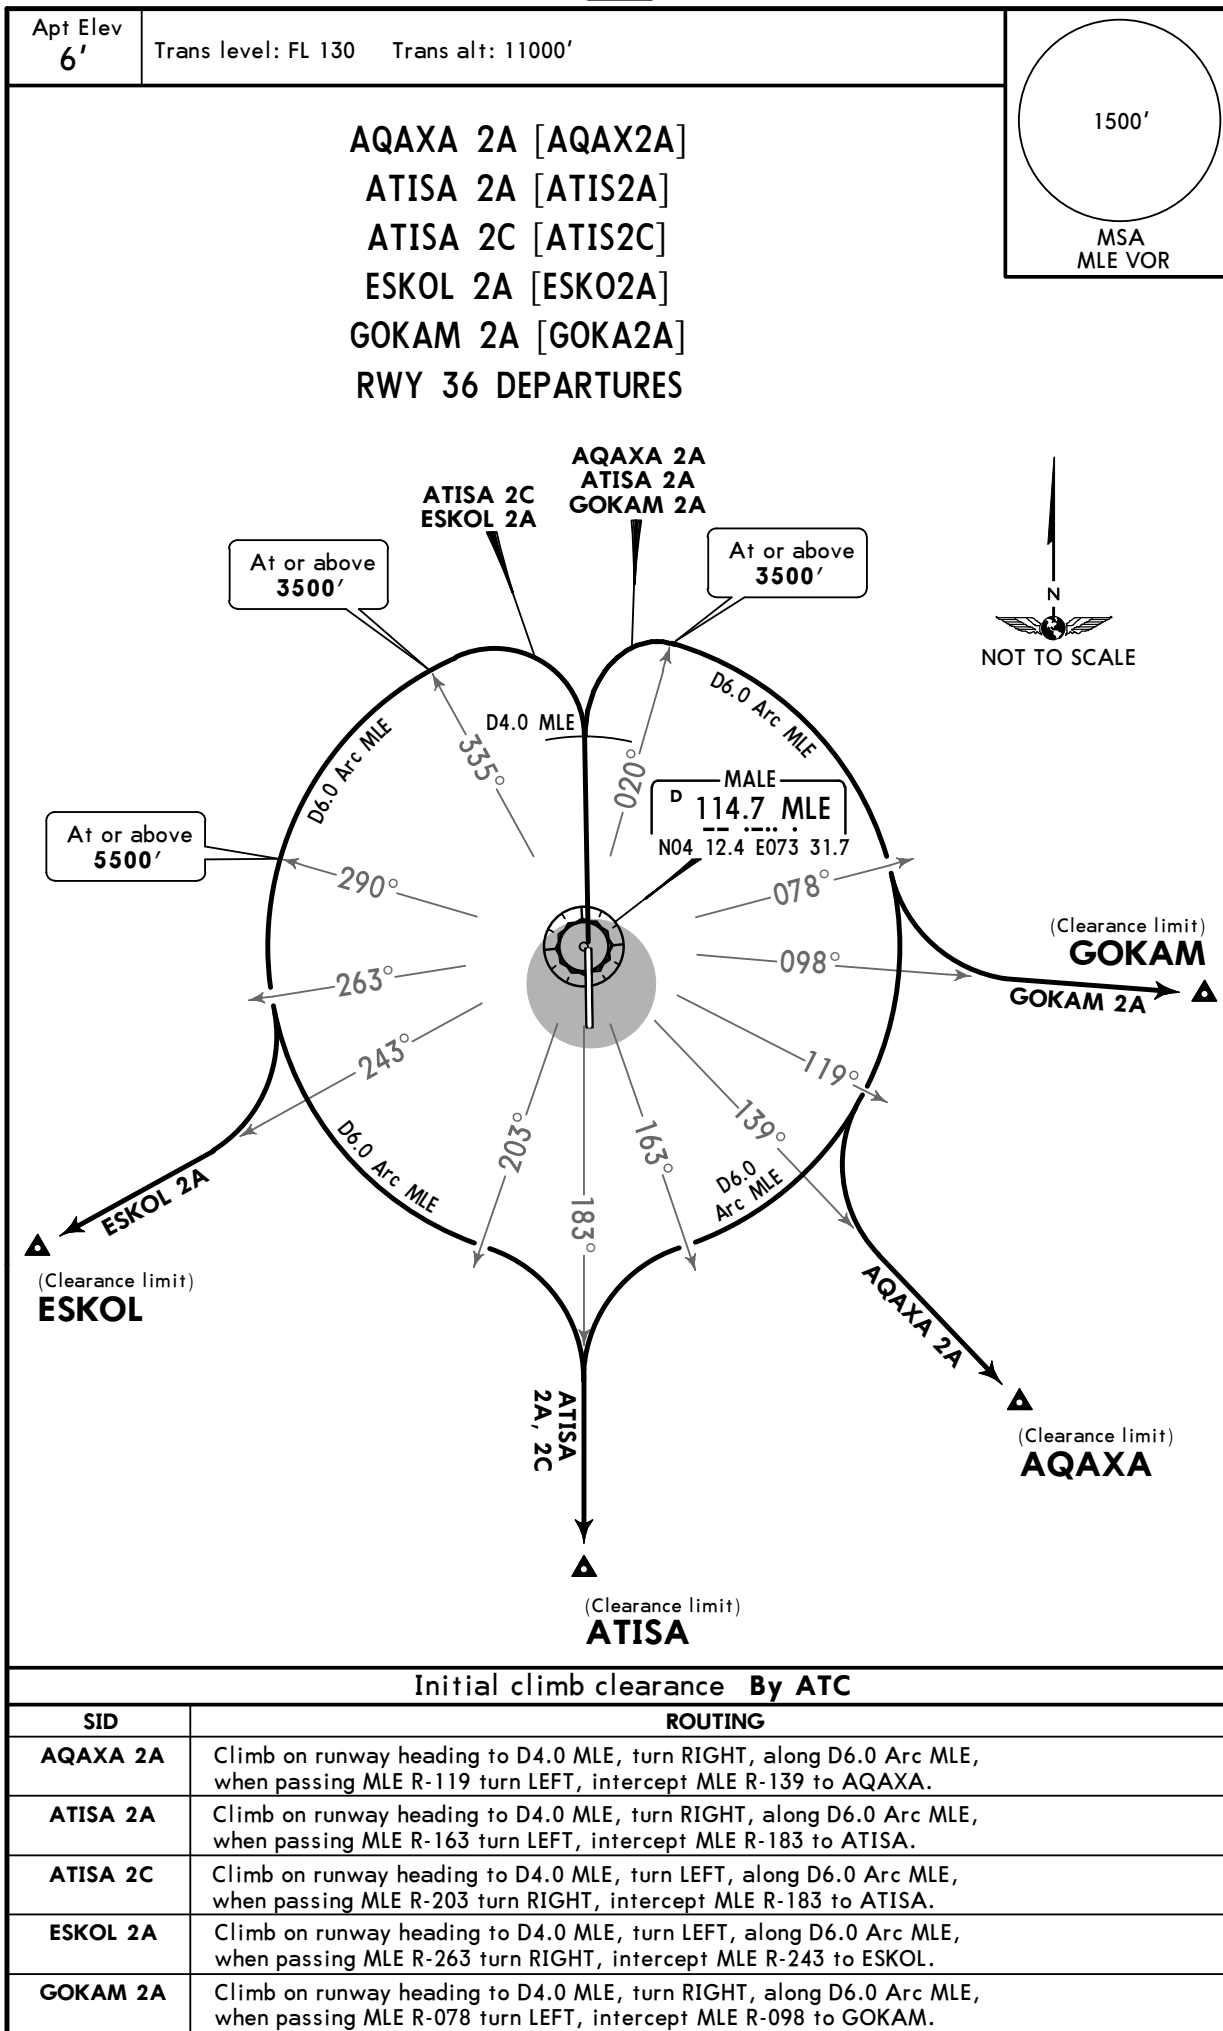 Apt Elev
6'
Trans level: FL 130 Trans alt: 11000'
1500'
MSA
MLE VOR
AQAXA 2A [AQAX2A]
ATISA 2A [ATIS2A]
ATISA 2C [ATIS2C]
ESKOL 2A [ESKO2A]
GOKAM 2A [GOKA2A]
RWY 36 DEPARTURES
AQAXA 2A
ATISA 2A
GOKAM 2A
ATISA 2C
ESKOL 2A
At or above
3500'
At or above
3500'
N
NOT TO SCALE
D6.0 Arc MLE
D6.0 Arc MLE
D4.0 MLE
335°
020°
MALE
D 114.7 MLE
N04 12.4 E073 31.7
At or above
5500'
290°
078°
(Clearance limit)
GOKAM
263°
098°
GOKAM 2A
243°
119°
203°
183°
163°
139°
D6.0 Arc MLE
D6.0
Arc MLE
ESKOL 2A
(Clearance limit)
ESKOL
AQAXA 2A
ATISA
2A, 2C
(Clearance limit)
AQAXA
(Clearance limit)
ATISA
Initial climb clearance By ATC
SID ROUTING
AQAXA 2A Climb on runway heading to D4.0 MLE, turn RIGHT, along D6.0 Arc MLE,
when passing MLE R-119 turn LEFT, intercept MLE R-139 to AQAXA.
ATISA 2A Climb on runway heading to D4.0 MLE, turn RIGHT, along D6.0 Arc MLE,
when passing MLE R-163 turn LEFT, intercept MLE R-183 to ATISA.
ATISA 2C Climb on runway heading to D4.0 MLE, turn LEFT, along D6.0 Arc MLE,
when passing MLE R-203 turn RIGHT, intercept MLE R-183 to ATISA.
ESKOL 2A Climb on runway heading to D4.0 MLE, turn LEFT, along D6.0 Arc MLE,
when passing MLE R-263 turn RIGHT, intercept MLE R-243 to ESKOL.
GOKAM 2A Climb on runway heading to D4.0 MLE, turn RIGHT, along D6.0 Arc MLE,
when passing MLE R-078 turn LEFT, intercept MLE R-098 to GOKAM.